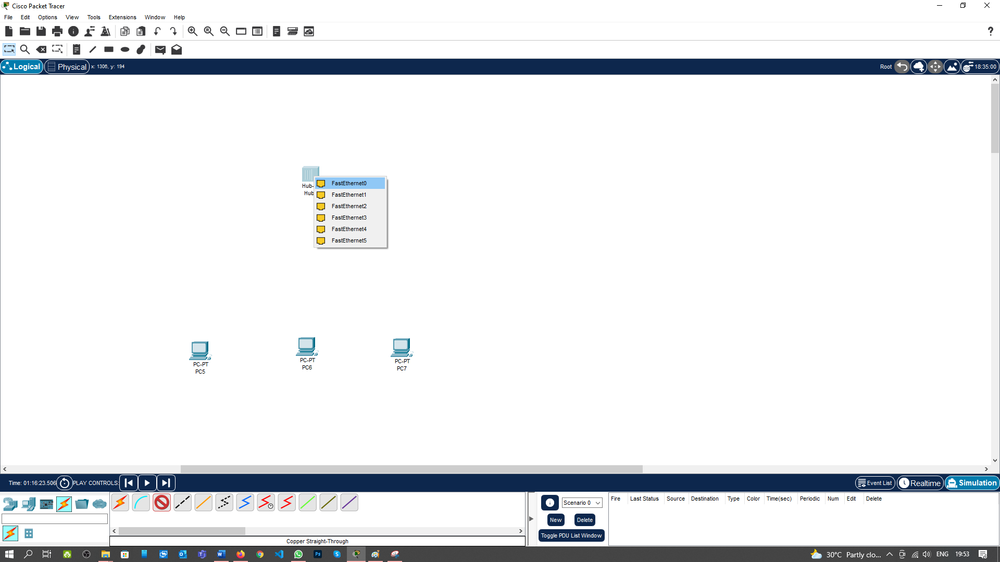 Cisco Packet Tracer
File Edit Options View Tools Extensions Window Help
Logical Physical x: 1306, y: 194 Root 18:35:00
Hub-
Hub
FastEthernet0
FastEthernet1
FastEthernet2
FastEthernet3
FastEthernet4
FastEthernet5
PC-PT
PC5
PC-PT
PC6
PC-PT
PC7
Time: 01:16:23.506 PLAY CONTROLS: Event List Realtime Simulation
Scenario 0
New Delete
Toggle PDU List Window
Fire Last Status Source Destination Type Color Time(sec) Periodic Num Edit Delete
Copper Straight-Through
30°C Partly clo... ENG 19:53